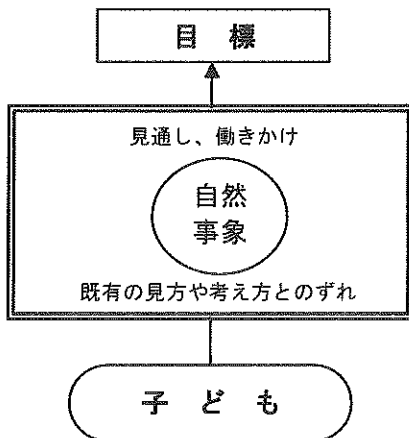 目 標
見通し、働きかけ
自然
事象
既有の見方や考え方とのずれ
子 ど も